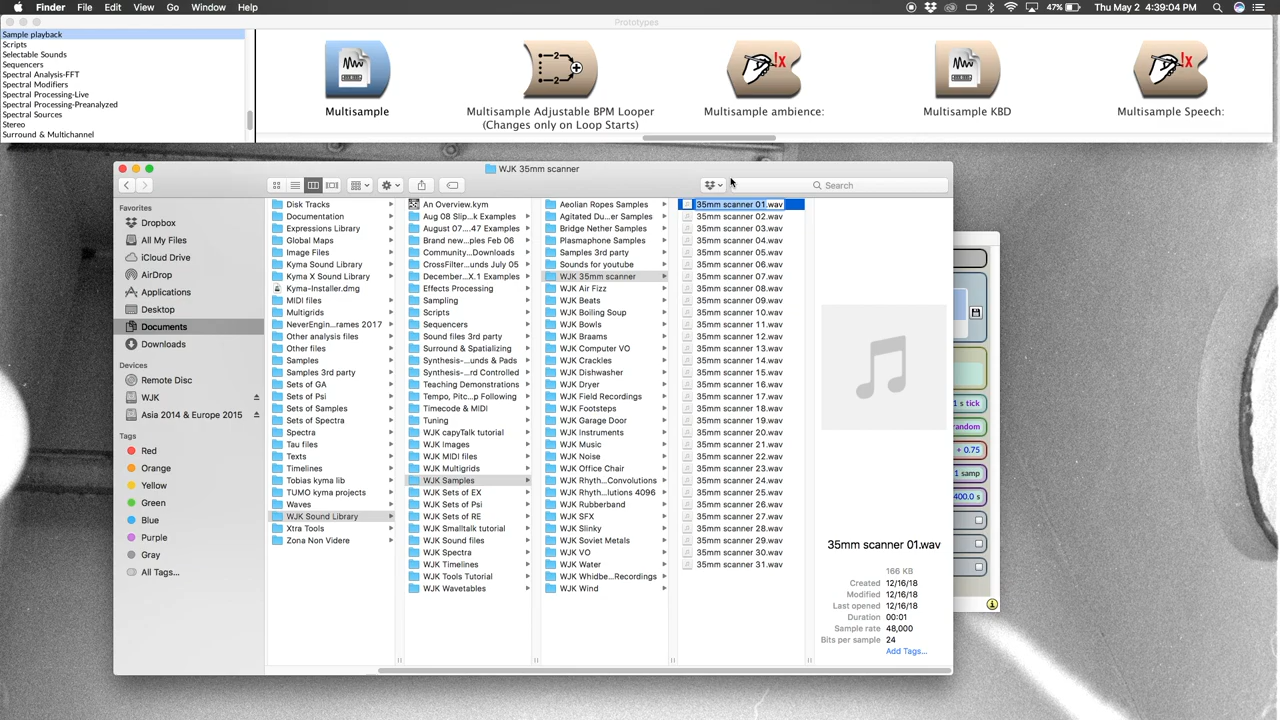 Finder File Edit View Go Window Help
47% Thu May 2 4:39:04 PM
Prototypes
Sample playback
Scripts
Selectable Sounds
Sequencers
Spectral Analysis-FFT
Spectral Modifiers
Spectral Processing-Live
Spectral Processing-Preanalyzed
Spectral Sources
Stereo
Surround & Multichannel
Multisample
Multisample Adjustable BPM Looper
(Changes only on Loop Starts)
Multisample ambience:
Multisample KBD
Multisample Speech:
WJK 35mm scanner
Search
Favorites
Dropbox
All My Files
iCloud Drive
AirDrop
Applications
Desktop
Documents
Downloads
Devices
Remote Disc
WJK
Asia 2014 & Europe 2015
Tags
Red
Orange
Yellow
Green
Blue
Purple
Gray
All Tags...
Disk Tracks
Documentation
Expressions Library
Global Maps
Image Files
Kyma Sound Library
Kyma X Sound Library
Kyma-Installer.dmg
MIDI files
Multigrids
NeverEngin...rames 2017
Other analysis files
Other files
Samples
Samples 3rd party
Sets of GA
Sets of Psi
Sets of Samples
Sets of Spectra
Spectra
Tau files
Texts
Timelines
Tobias kyma lib
TUMO kyma projects
Waves
WJK Sound Library
Xtra Tools
Zona Non Videre
An Overview.kym
Aug 08 Slip...k Examples
August 07....47 Examples
Brand new...pies Feb 06
Community...Downloads
CrossFilter...unds July 05
December...X.1 Examples
Effects Processing
Sampling
Scripts
Sequencers
Sound files 3rd party
Surround & Spatializing
Synthesis-...unds & Pads
Synthesis-...rd Controlled
Teaching Demonstrations
Tempo, Pitc...p Following
Timecode & MIDI
Tuning
WJK capyTalk tutorial
WJK Images
WJK MIDI files
WJK Multigrids
WJK Samples
WJK Sets of EX
WJK Sets of Psi
WJK Sets of RE
WJK Smalltalk tutorial
WJK Sound files
WJK Spectra
WJK Timelines
WJK Tools Tutorial
WJK Wavetables
Aeolian Ropes Samples
Agitated Du...er Samples
Bridge Nether Samples
Plasmaphone Samples
Samples 3rd party
Sounds for youtube
WJK 35mm scanner
WJK Air Fizz
WJK Beats
WJK Boiling Soup
WJK Bowls
WJK Braams
WJK Computer VO
WJK Crackles
WJK Dishwasher
WJK Dryer
WJK Field Recordings
WJK Footsteps
WJK Garage Door
WJK Instruments
WJK Music
WJK Noise
WJK Office Chair
WJK Rhyth...Convolutions
WJK Rhyth...lutions 4096
WJK Rubberband
WJK SFX
WJK Slinky
WJK Soviet Metals
WJK VO
WJK Water
WJK Whidbe...Recordings
WJK Wind
35mm scanner 01.wav
35mm scanner 02.wav
35mm scanner 03.wav
35mm scanner 04.wav
35mm scanner 05.wav
35mm scanner 06.wav
35mm scanner 07.wav
35mm scanner 08.wav
35mm scanner 09.wav
35mm scanner 10.wav
35mm scanner 11.wav
35mm scanner 12.wav
35mm scanner 13.wav
35mm scanner 14.wav
35mm scanner 15.wav
35mm scanner 16.wav
35mm scanner 17.wav
35mm scanner 18.wav
35mm scanner 19.wav
35mm scanner 20.wav
35mm scanner 21.wav
35mm scanner 22.wav
35mm scanner 23.wav
35mm scanner 24.wav
35mm scanner 25.wav
35mm scanner 26.wav
35mm scanner 27.wav
35mm scanner 28.wav
35mm scanner 29.wav
35mm scanner 30.wav
35mm scanner 31.wav
35mm scanner 01.wav
166 KB
Created 12/16/18
Modified 12/16/18
Last opened 12/16/18
Duration 00:01
Sample rate 48,000
Bits per sample 24
Add Tags...
1 s tick
random
+ 0.75
1 samp
400.0 s